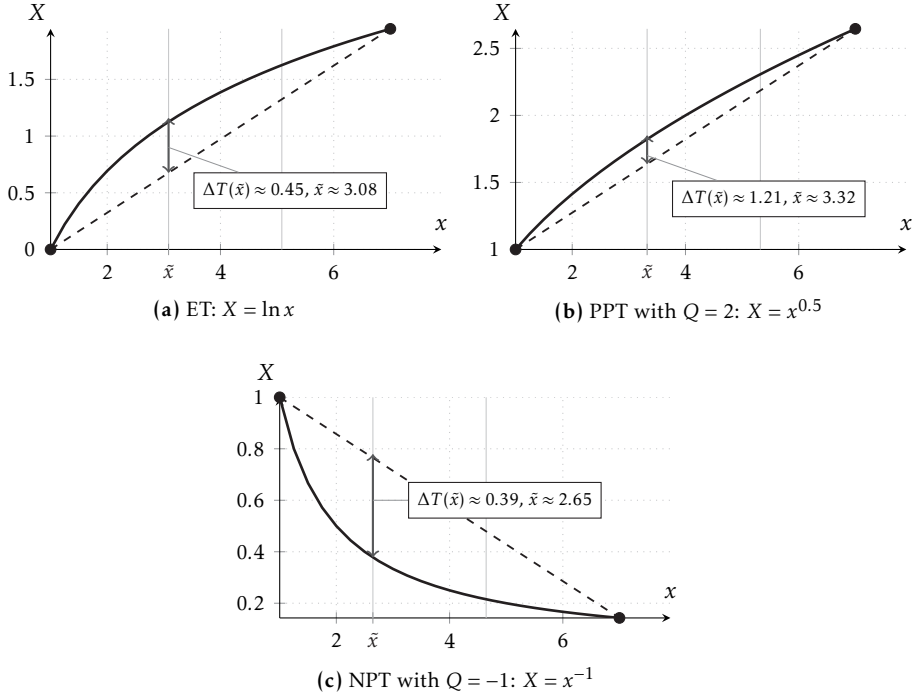 X
1.5
1
0.5
0
ΔT(x̃) ≈ 0.45, x̃ ≈ 3.08
x
2
x̃
4
6
(a) ET: X = ln x
X
2.5
2
1.5
1
ΔT(x̃) ≈ 1.21, x̃ ≈ 3.32
x
2
x̃
4
6
(b) PPT with Q = 2: X = x^0.5
X
1
0.8
0.6
0.4
0.2
ΔT(x̃) ≈ 0.39, x̃ ≈ 2.65
x
2
x̃
4
6
(c) NPT with Q = −1: X = x^−1